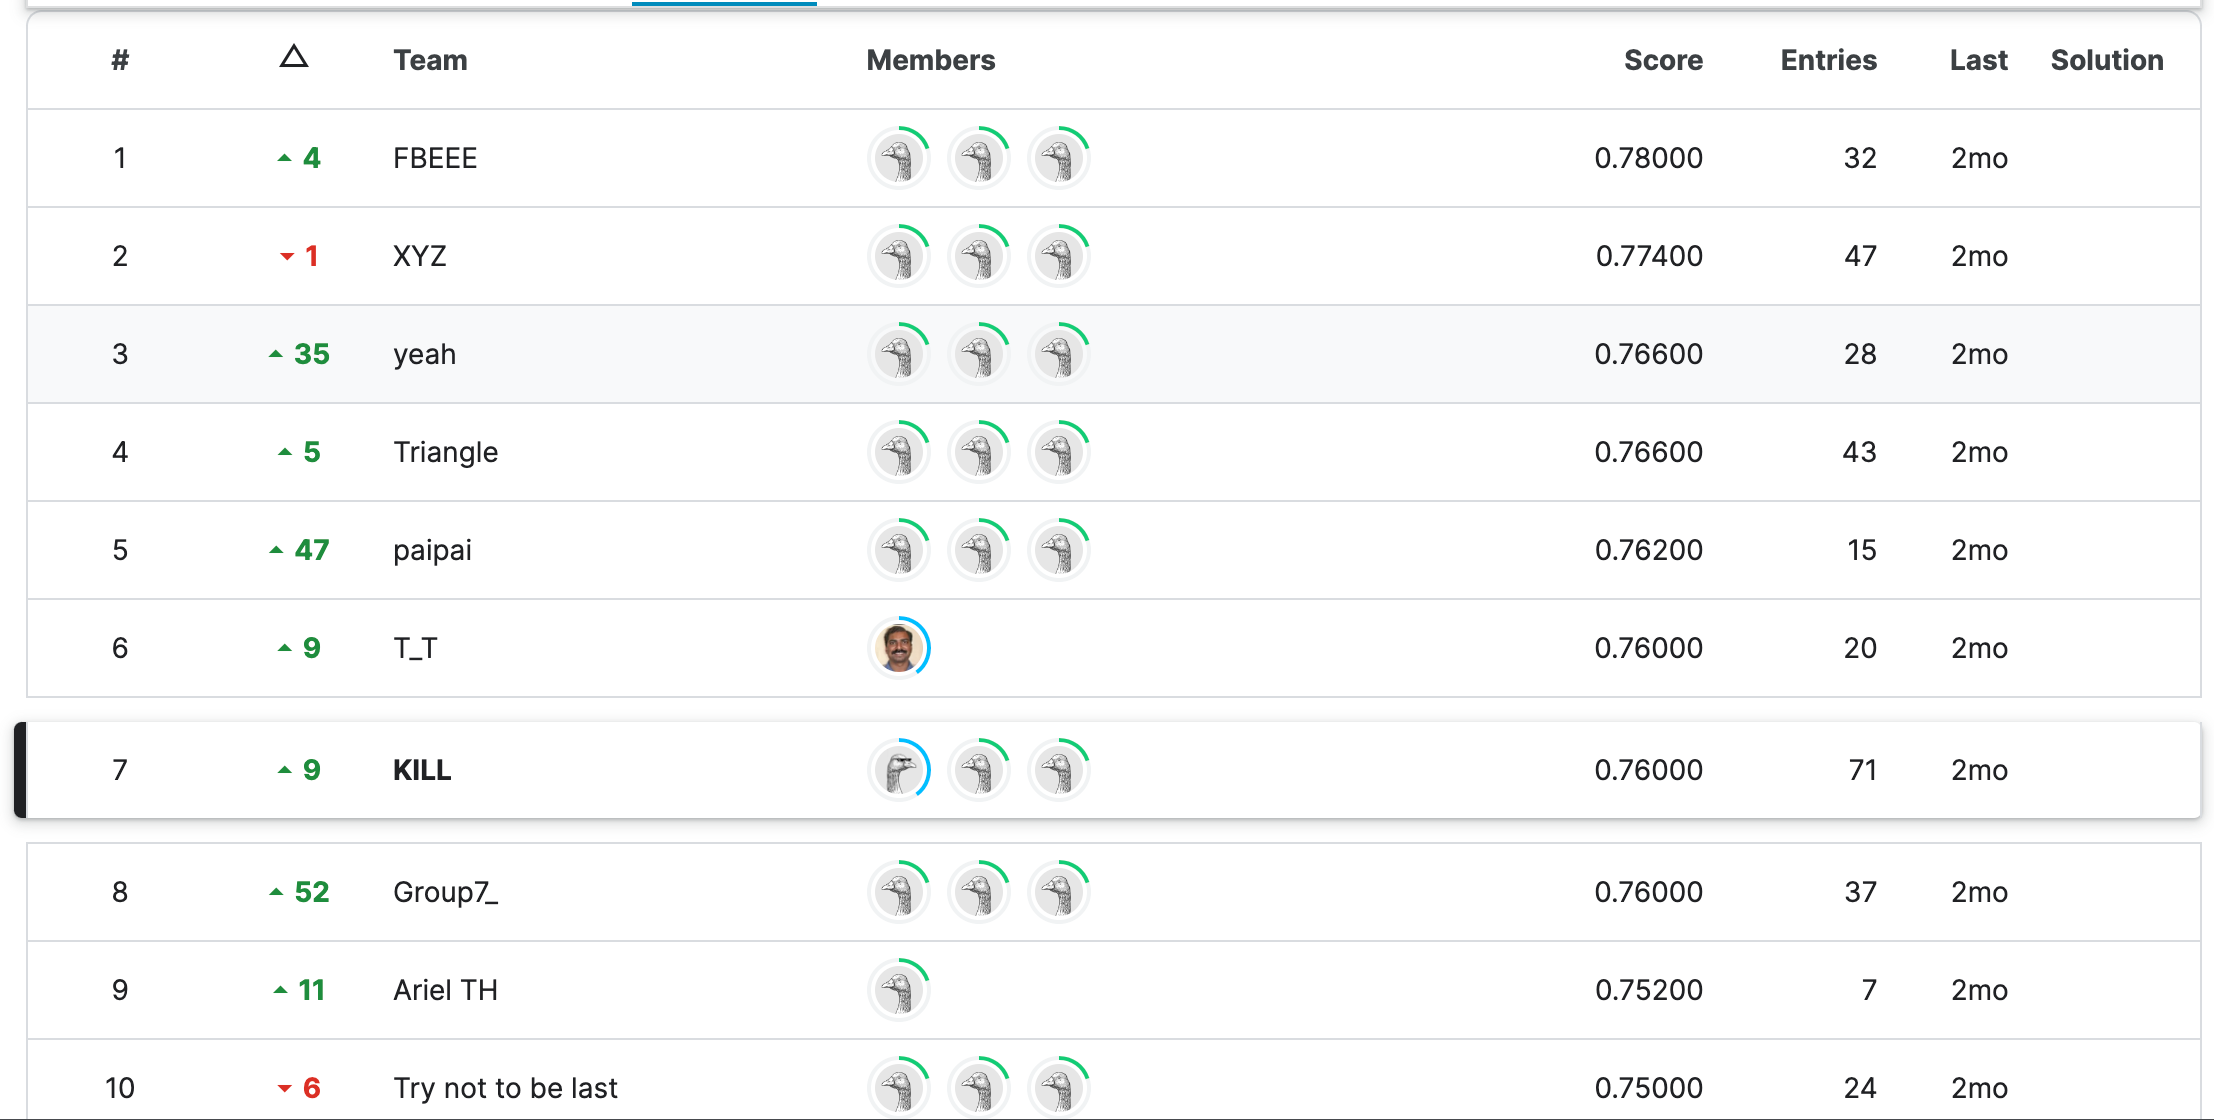 # △ Team Members Score Entries Last Solution
1 4 FBEEE 0.78000 32 2mo
2 1 XYZ 0.77400 47 2mo
3 35 yeah 0.76600 28 2mo
4 5 Triangle 0.76600 43 2mo
5 47 paipai 0.76200 15 2mo
6 9 T_T 0.76000 20 2mo
7 9 KILL 0.76000 71 2mo
8 52 Group7_ 0.76000 37 2mo
9 11 Ariel TH 0.75200 7 2mo
10 6 Try not to be last 0.75000 24 2mo